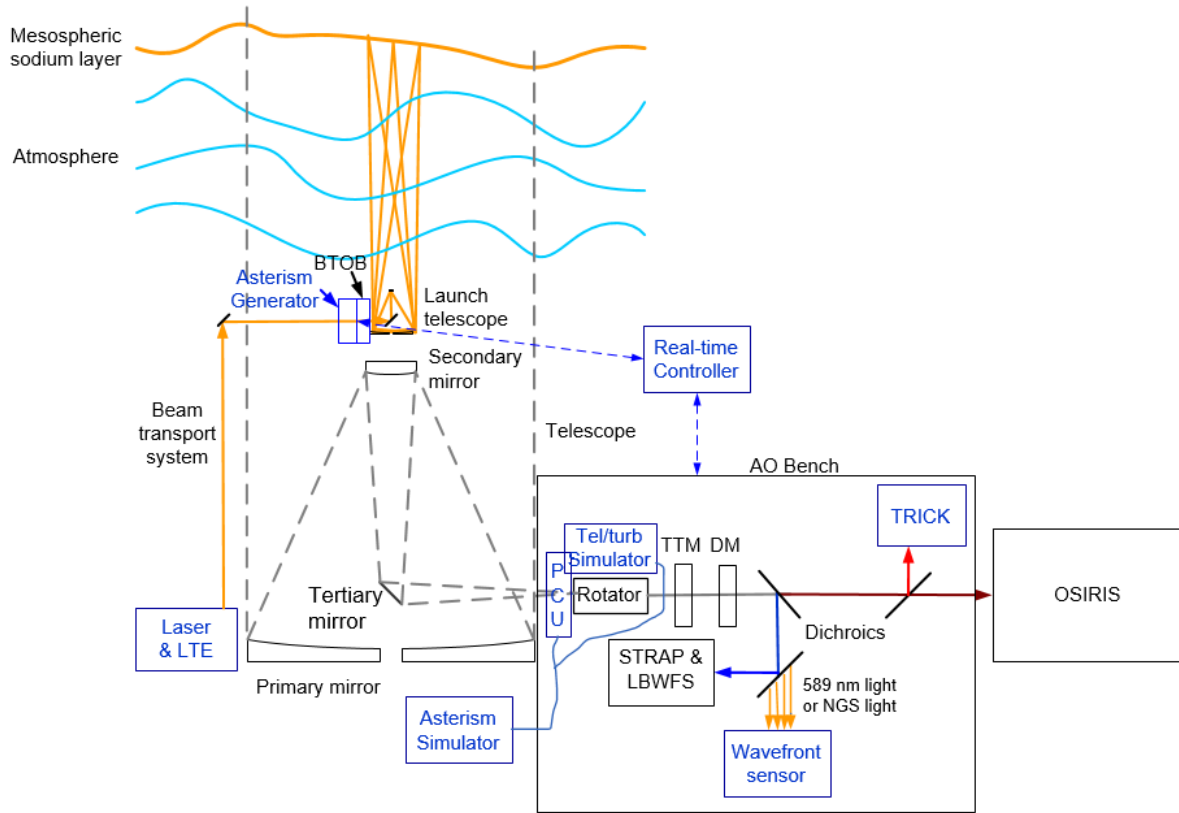 Mesospheric
sodium layer
Atmosphere
BTOB
Asterism
Generator
Launch
telescope
Secondary
mirror
Real-time
Controller
Beam
transport
system
Telescope
AO Bench
TRICK
Tel/turb
Simulator
TTM DM
P
C
U
Rotator
OSIRIS
Tertiary
mirror
Dichroics
Laser
& LTE
STRAP &
LBWFS
Primary mirror
589 nm light
or NGS light
Asterism
Simulator
Wavefront
sensor